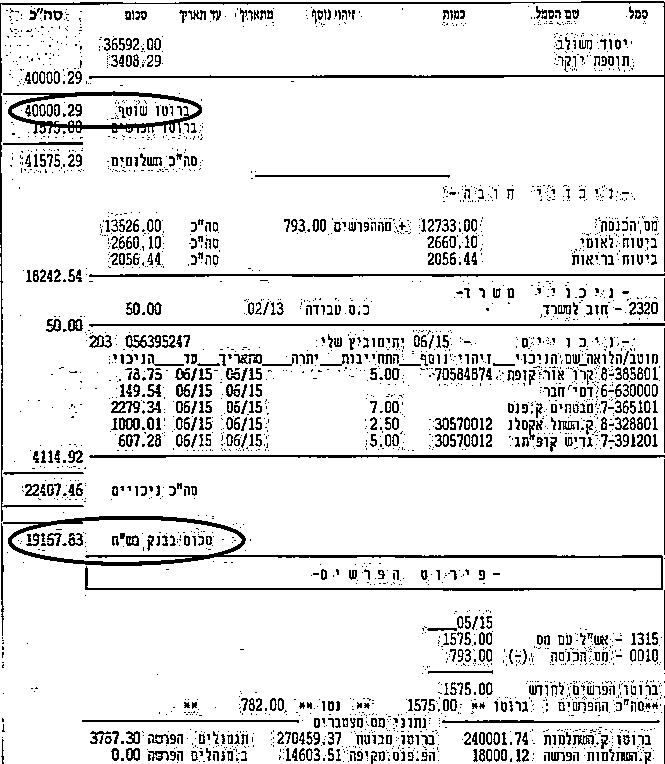 סמל שם הסמל כמות זיהוי נוסף מתאריך עד תאריך סכום סה"כ
יסוד משולב 36592.00
תוספת יוקר 3408.29
40000.29
ברוטו שוטף 40000.29
ברוטו הפרשים 1575.00
סה"כ תשלומים 41575.29
-ניכויי חובה-
מס הכנסה 12733.00 + מההפרשים 793.00 סה"כ 13526.00
ביטוח לאומי 2660.10 סה"כ 2660.10
ביטוח בריאות 2056.44 סה"כ 2056.44
18242.54
-ניכויי משרד-
2320 - חוב למשרד כ.ס עבודה 02/13 50.00
50.00
-ניכויים - 06/15 יחימוביץ שלי 056395247 203
מוטב/הלואה שם הניכוי זיהוי נוסף התחייבות יתרה מתאריך עד הניכוי
8-385801 קרן אור קופת 70584874 5.00 06/15 06/15 78.75
6-630000 דמי חבר 06/15 06/15 149.54
7-365101 מבטחים ק.פנס 7.00 06/15 06/15 2279.34
8-328801 ק.השתל אקסלנ 30570012 2.50 06/15 06/15 1000.01
7-391201 גדיש קופ"תג 30570012 5.00 06/15 06/15 607.28
4114.92
סה"כ ניכויים 22407.46
סכום בבנק מש"ח 19167.83
-פירוט הפרשים-
05/15
1315 - אש"ל עם מס 1575.00
0010 - מס הכנסה (-) 793.00
ברוטו הפרשים לחודש 1575.00
**סה"כ ההפרשים : ברוטו ** 1575.00 ** נטו ** 782.00 **
נתוני מס מצטברים
ברוטו ק.השתלמות 240001.74 ברוטו מבוטח 270459.37 תגמולים הפרשה 3787.30
ק.השתלמות הפרשה 18000.12 הפ.פנס.מקיפה 14603.51 ב.מנהלים הפרשה 0.00